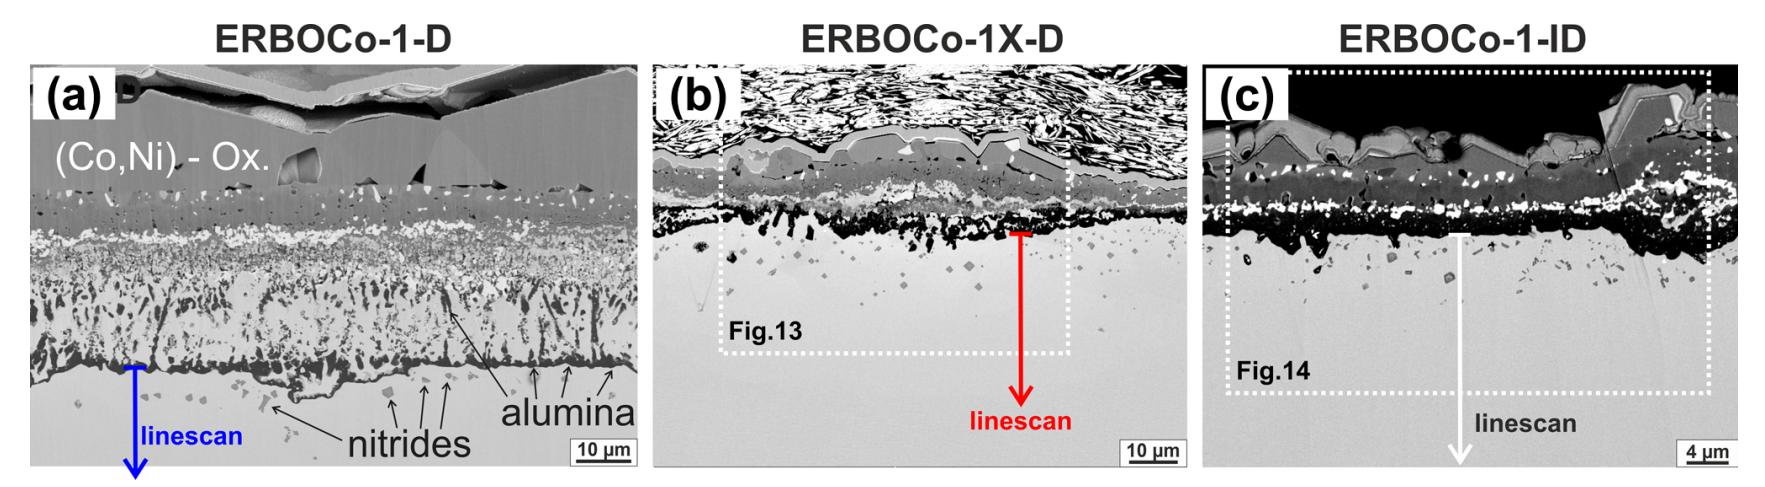 ERBOCo-1-D
ERBOCo-1X-D
ERBOCo-1-ID
(a)
D
(Co,Ni) - Ox.
alumina
linescan
nitrides
10 µm
(b)
Fig.13
linescan
10 µm
(c)
Fig.14
linescan
4 µm